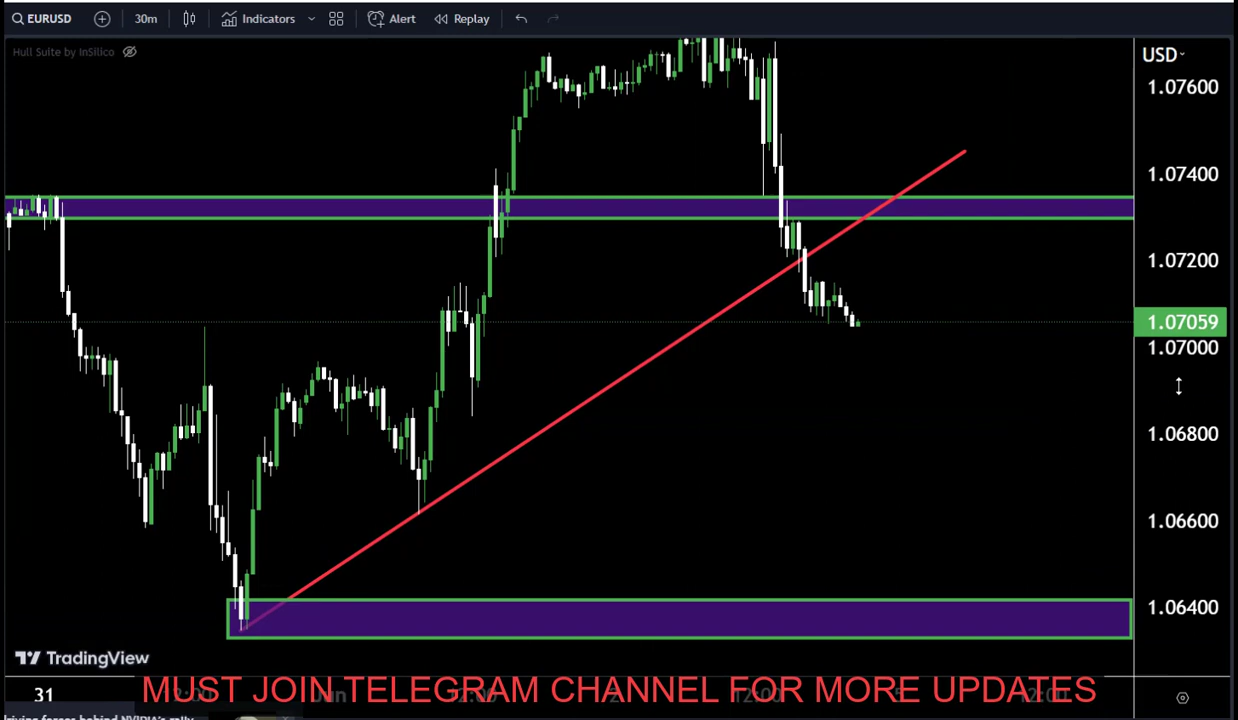 EURUSD 30m Indicators Alert Replay
Hull Suite by InSilico
USD
1.07600
1.07400
1.07200
1.07059
1.07000
1.06800
1.06600
1.06400
TradingView
31
MUST JOIN TELEGRAM CHANNEL FOR MORE UPDATES